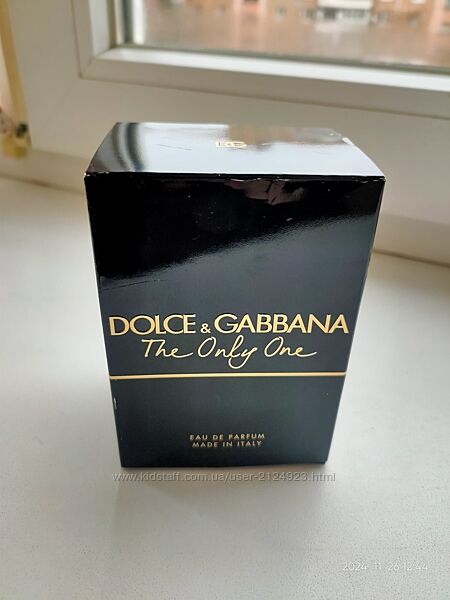 D&G
DOLCE & GABBANA
The Only One
EAU DE PARFUM
MADE IN ITALY
www.kidstaff.com.ua/user-2124923.html
2024-11-26 12:44